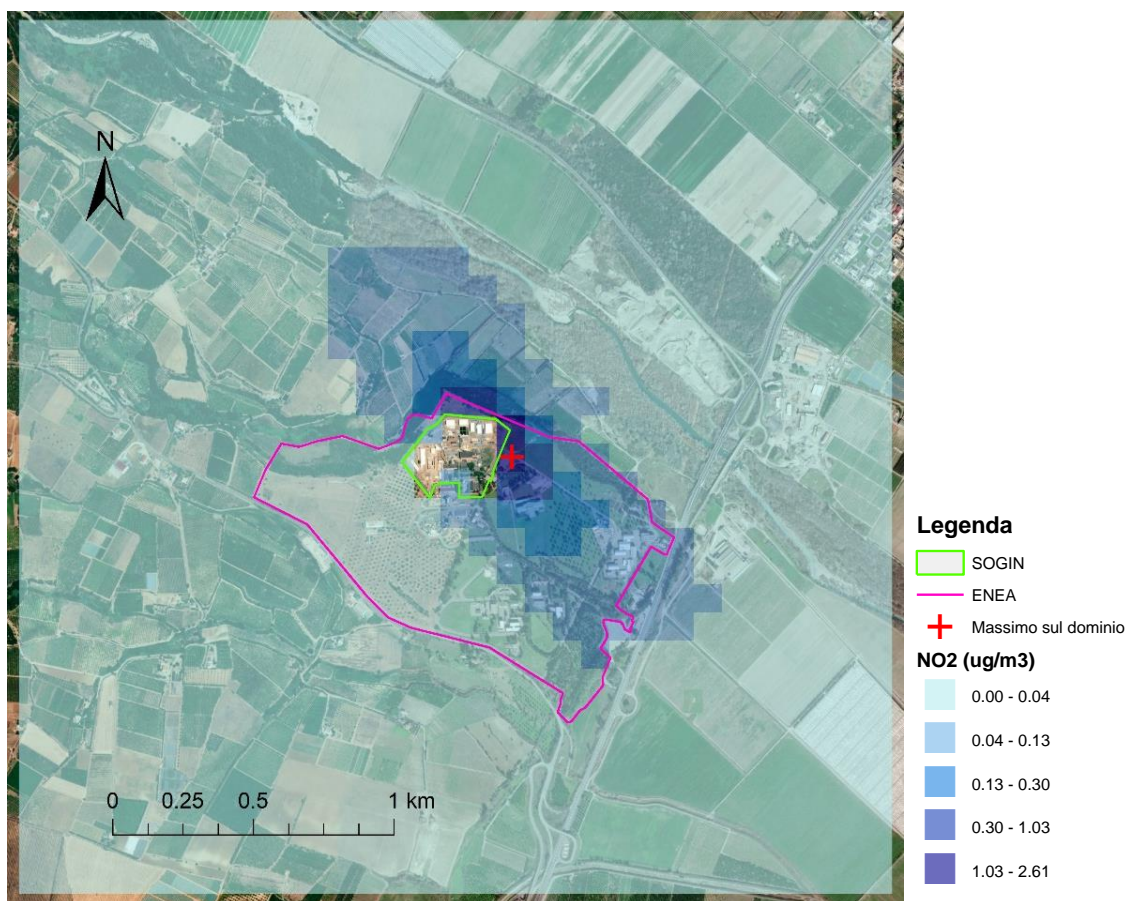 N
0 0.25 0.5 1 km
Legenda
SOGIN
ENEA
Massimo sul dominio
NO2 (ug/m3)
0.00 - 0.04
0.04 - 0.13
0.13 - 0.30
0.30 - 1.03
1.03 - 2.61